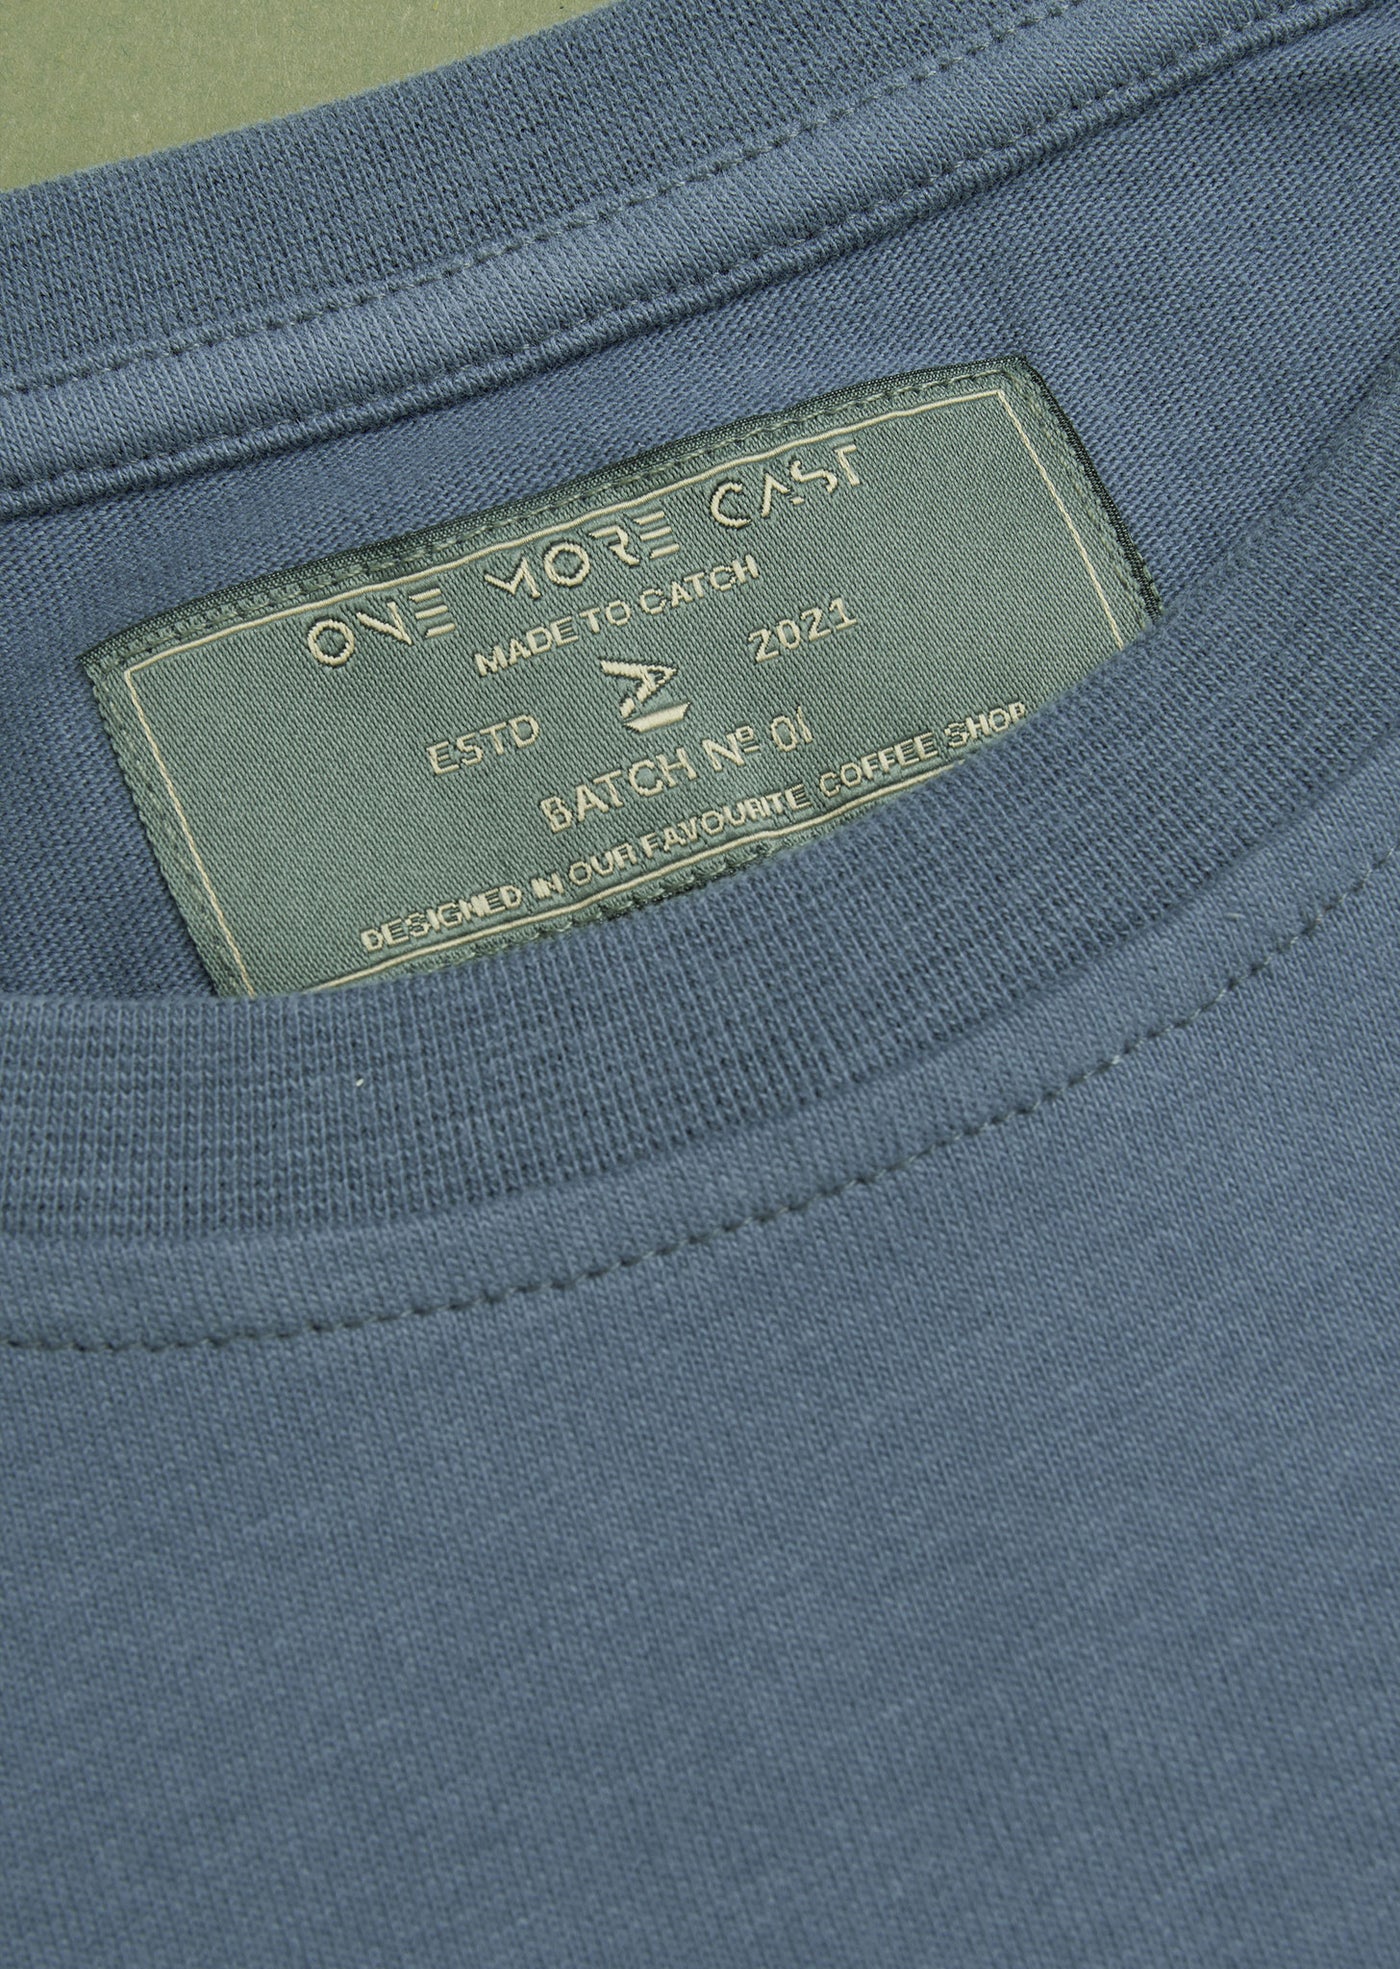 ONE MORE CAST
MADE TO CATCH
ESTD 2021
BATCH Nº 01
DESIGNED IN OUR FAVOURITE COFFEE SHOP